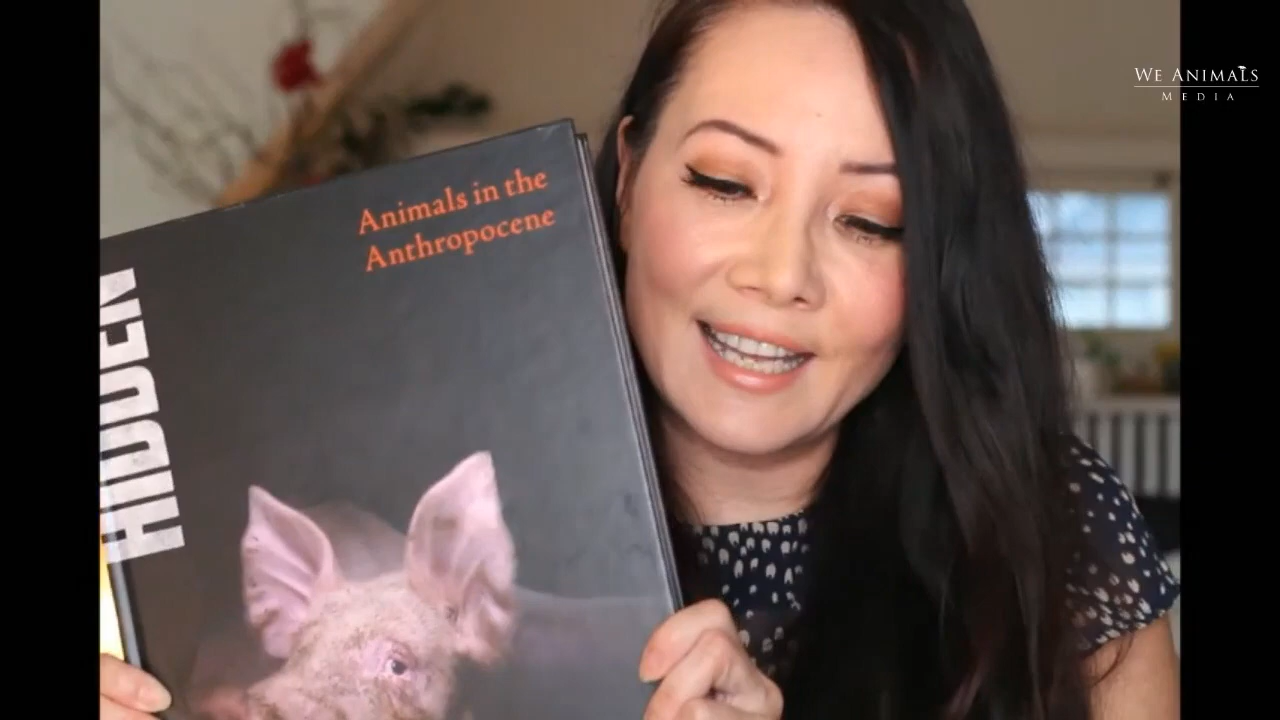 WE ANIMALS
MEDIA
Animals in the
Anthropocene
HIDDEN